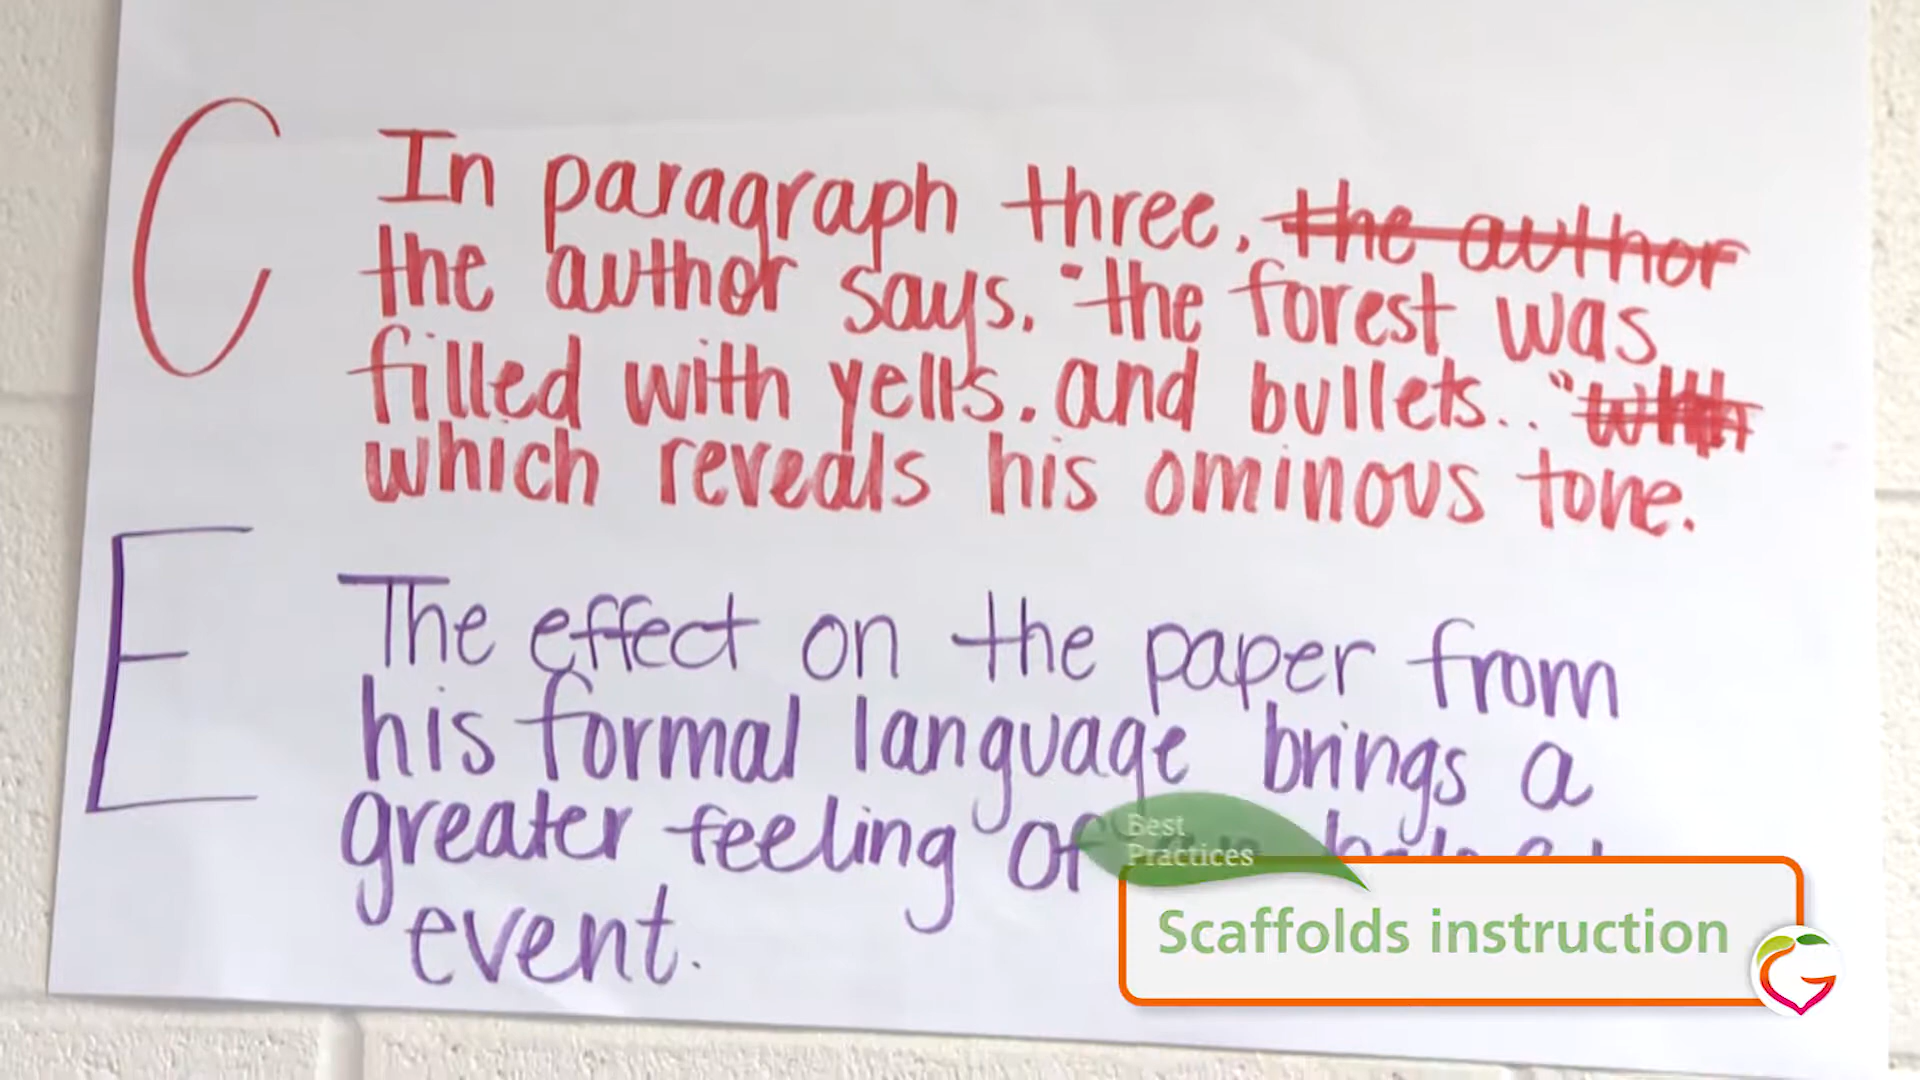 C
In paragraph three, the author
the author says, "the forest was
filled with yells, and bullets.." with
which reveals his ominous tone.
E
The effect on the paper from
his formal language brings a
greater feeling of
event.
Best
Practices
Scaffolds instruction
G